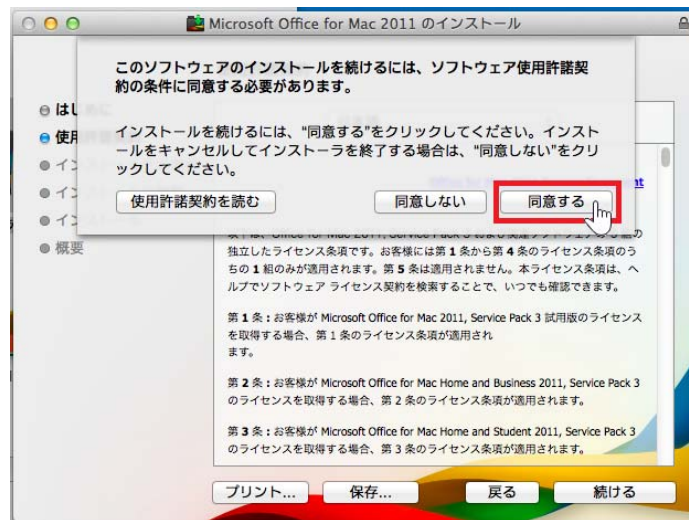 Microsoft Office for Mac 2011 のインストール
このソフトウェアのインストールを続けるには、ソフトウェア使用許諾契
約の条件に同意する必要があります。
インストールを続けるには、"同意する"をクリックしてください。インスト
ールをキャンセルしてインストーラを終了する場合は、"同意しない"をクリ
ックしてください。
使用許諾契約を読む
同意しない
同意する
概要
独立したライセンス条項です。お客様には第 1 条から第 4 条のライセンス条項のう
ちの 1 組のみが適用されます。第 5 条は適用されません。本ライセンス条項は、ヘ
ルプでソフトウェア ライセンス契約を検索することで、いつでも確認できます。
第 1 条 : お客様が Microsoft Office for Mac 2011, Service Pack 3 試用版のライセンス
を取得する場合、第 1 条のライセンス条項が適用され
ます。
第 2 条 : お客様が Microsoft Office for Mac Home and Business 2011, Service Pack 3
のライセンスを取得する場合、第 2 条のライセンス条項が適用されます。
第 3 条 : お客様が Microsoft Office for Mac Home and Student 2011, Service Pack 3
のライセンスを取得する場合、第 3 条のライセンス条項が適用されます。
プリント...
保存...
戻る
続ける